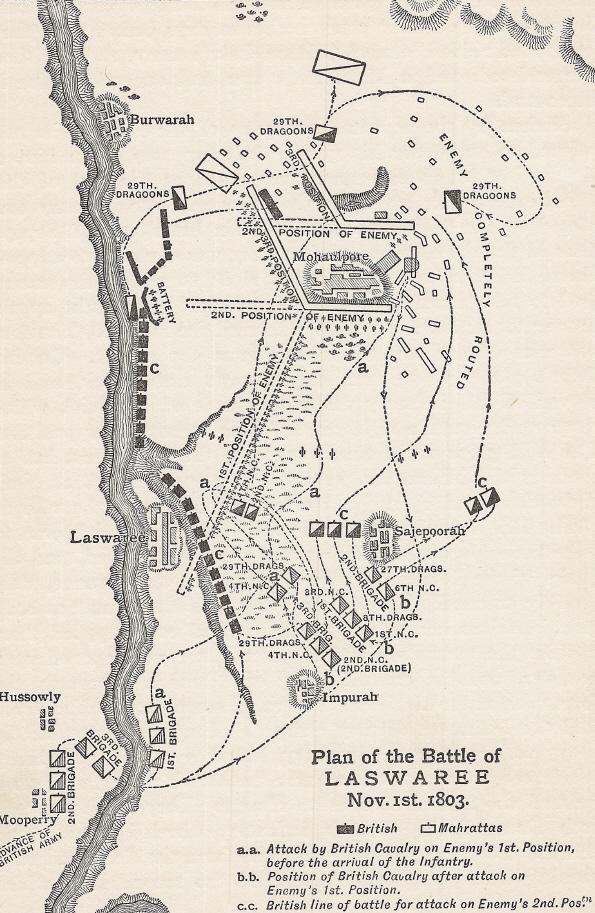 Burwarah
29TH.
DRAGOONS
3RD. POSITION
ENEMY
COMPLETELY
ROUTED
29TH.
DRAGOONS
29TH.
DRAGOONS
2ND. POSITION OF ENEMY
3RD. POSITION
Mohaulpore
BATTERY
2ND. POSITION OF ENEMY
c
a
1ST. POSITION OF ENEMY
a
4TH. N.C.
2ND. N.C.
a
c
c
Laswaree
Sajepoorah
c
29TH. DRAGS.
4TH. N.C.
a
2ND. BRIGADE
27TH. DRAGS.
6TH. N.C.
b
3RD. N.C.
1ST. BRIGADE
8TH. DRAGS.
1ST. N.C.
b
3RD. BRIG.
29TH. DRAGS.
4TH. N.C.
2ND. N.C.
(2ND. BRIGADE)
b
Impurah
Hussowly
a
1ST. BRIGADE
3RD. BRIGADE
2ND. BRIGADE
Mooperry
ADVANCE OF
BRITISH ARMY
Plan of the Battle of
LASWAREE
Nov. 1st. 1803.
British Mahrattas
a.a. Attack by British Cavalry on Enemy's 1st. Position,
before the arrival of the Infantry.
b.b. Position of British Cavalry after attack on
Enemy's 1st. Position.
c.c. British line of battle for attack on Enemy's 2nd. Pos.tn